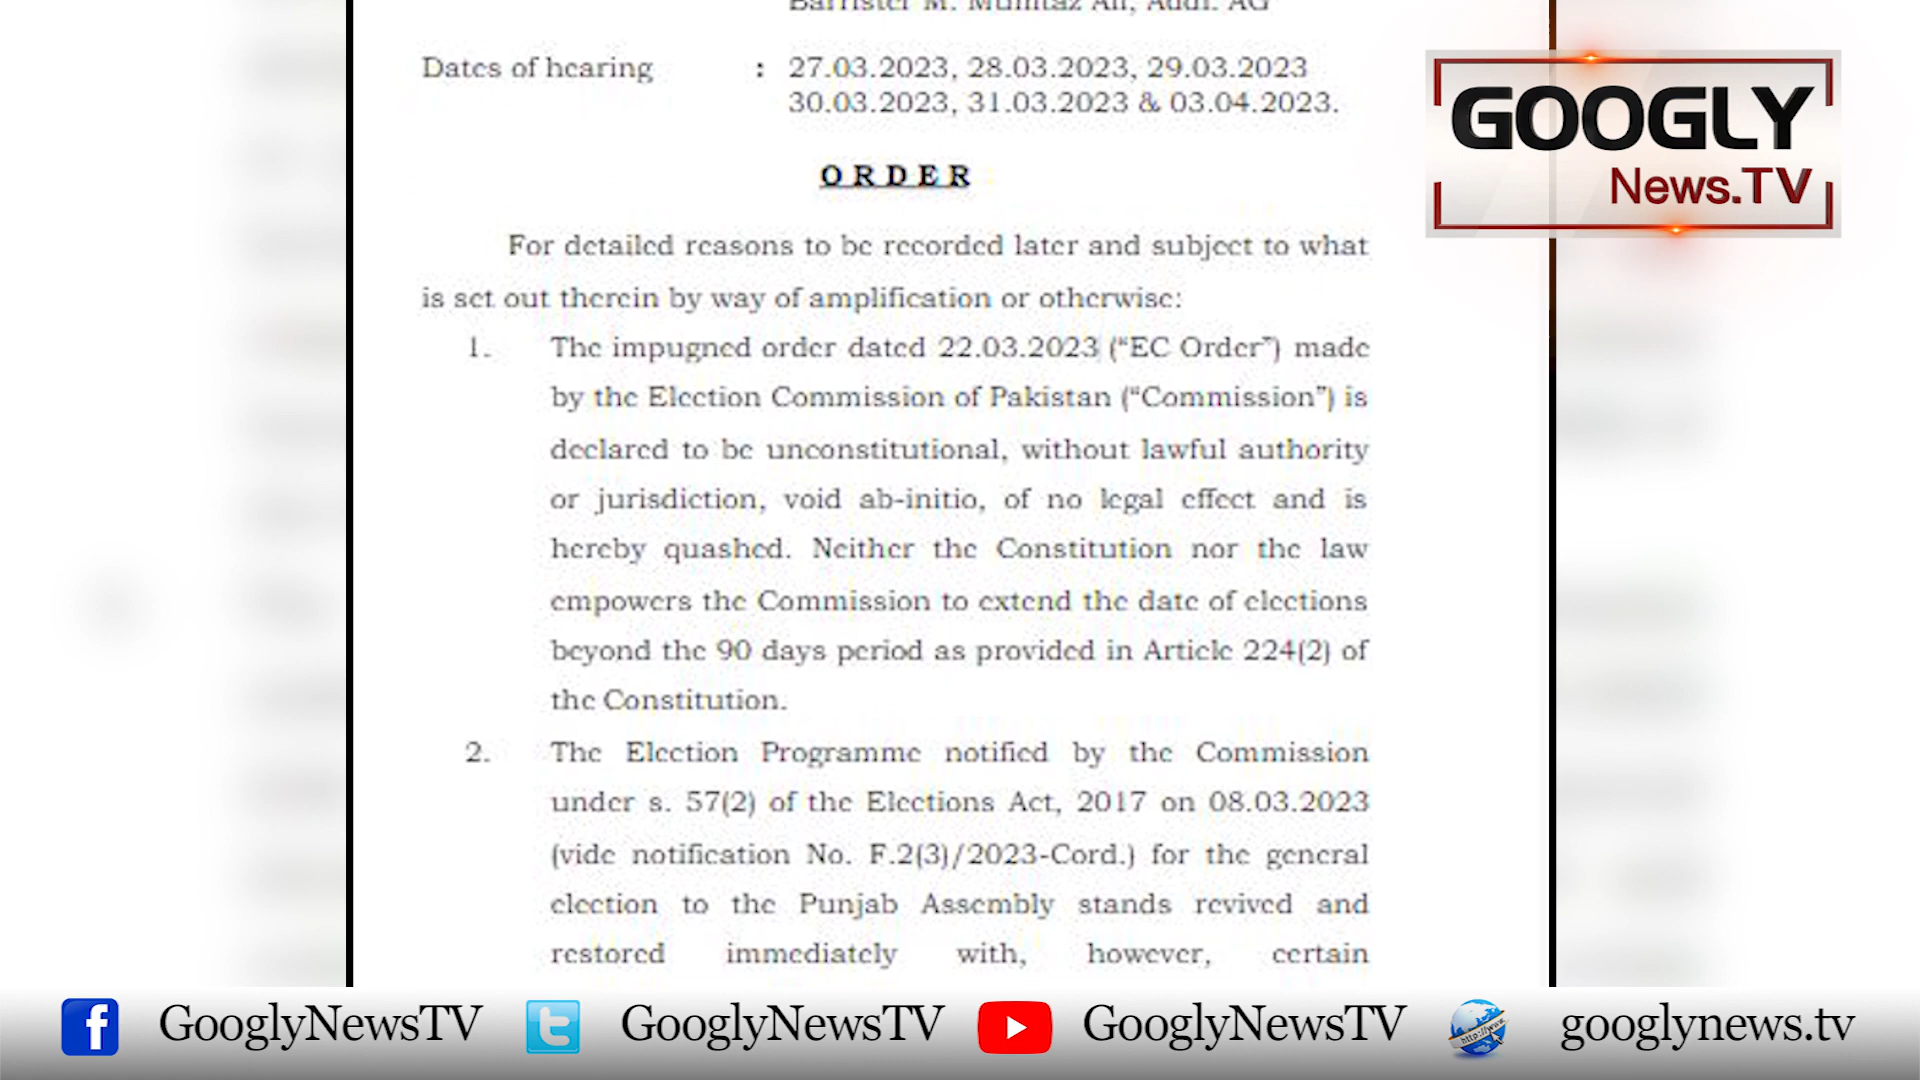 Barrister M. Mumtaz Ali, Addl. AG
Dates of hearing : 27.03.2023, 28.03.2023, 29.03.2023
30.03.2023, 31.03.2023 & 03.04.2023.
GOOGLY
News.TV
ORDER
For detailed reasons to be recorded later and subject to what
is set out therein by way of amplification or otherwise:
1. The impugned order dated 22.03.2023 (“EC Order”) made
by the Election Commission of Pakistan (“Commission”) is
declared to be unconstitutional, without lawful authority
or jurisdiction, void ab-initio, of no legal effect and is
hereby quashed. Neither the Constitution nor the law
empowers the Commission to extend the date of elections
beyond the 90 days period as provided in Article 224(2) of
the Constitution.
2. The Election Programme notified by the Commission
under s. 57(2) of the Elections Act, 2017 on 08.03.2023
(vide notification No. F.2(3)/2023-Cord.) for the general
election to the Punjab Assembly stands revived and
restored immediately with, however, certain
GooglyNewsTV GooglyNewsTV GooglyNewsTV googlynews.tv